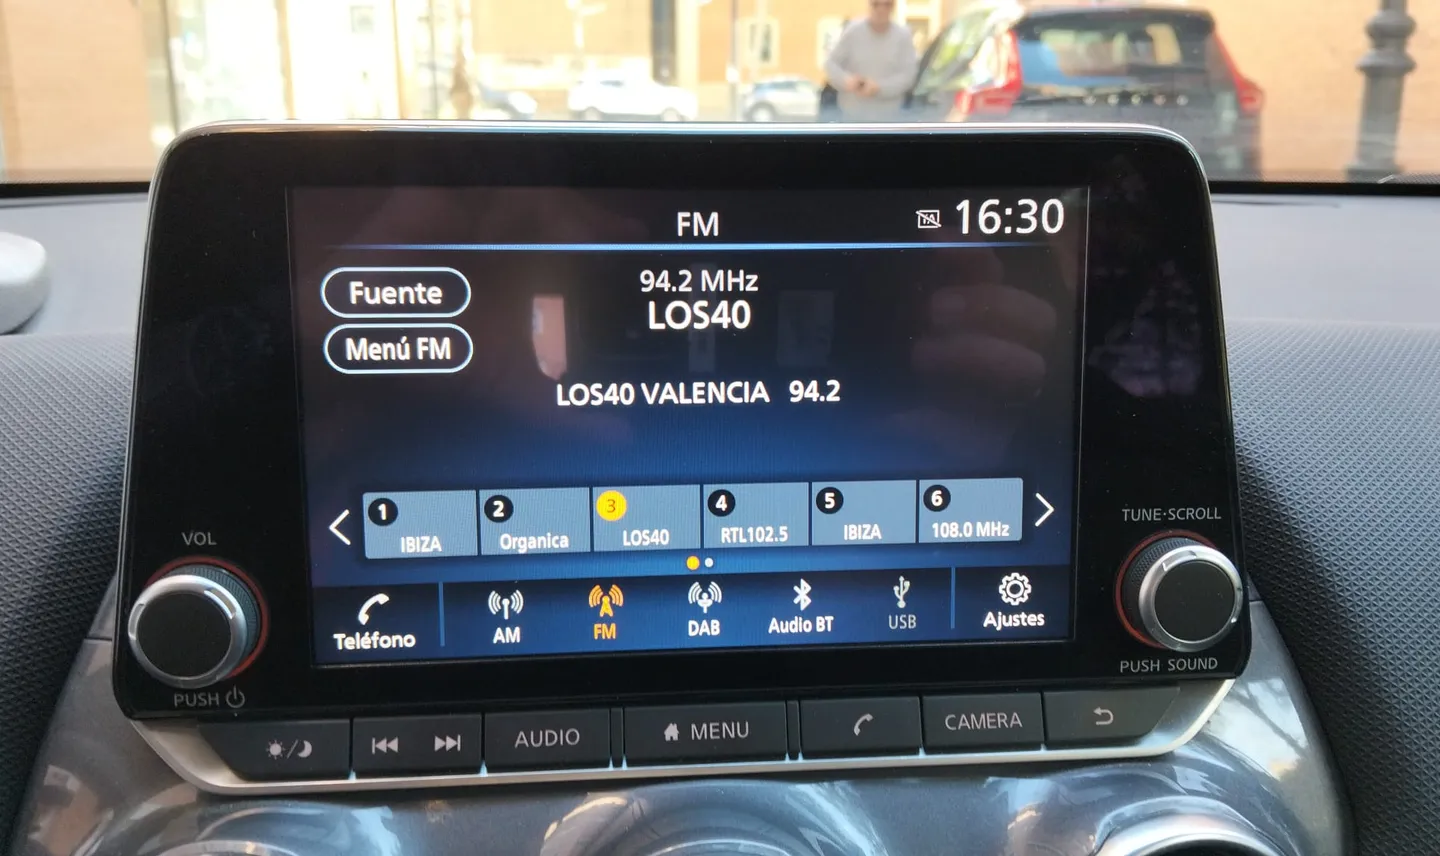 FM
TA 16:30
Fuente
94.2 MHz
LOS40
Menú FM
LOS40 VALENCIA 94.2
1 2 3 4 5 6
IBIZA Organica LOS40 RTL102.5 IBIZA 108.0 MHz
Teléfono AM FM DAB Audio BT USB Ajustes
VOL
PUSH
TUNE·SCROLL
PUSH SOUND
AUDIO MENU CAMERA